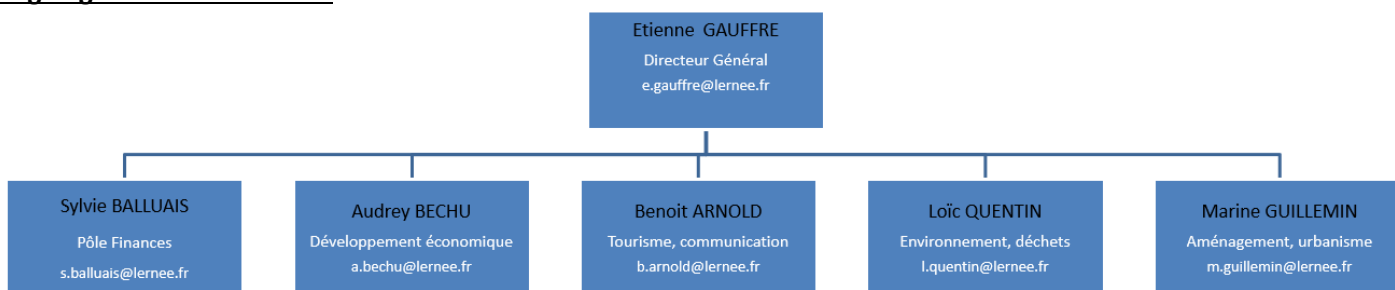 Etienne GAUFFRE
Directeur Général
e.gauffre@lernee.fr
Sylvie BALLUAIS
Pôle Finances
s.balluais@lernee.fr
Audrey BECHU
Développement économique
a.bechu@lernee.fr
Benoit ARNOLD
Tourisme, communication
b.arnold@lernee.fr
Loïc QUENTIN
Environnement, déchets
l.quentin@lernee.fr
Marine GUILLEMIN
Aménagement, urbanisme
m.guillemin@lernee.fr